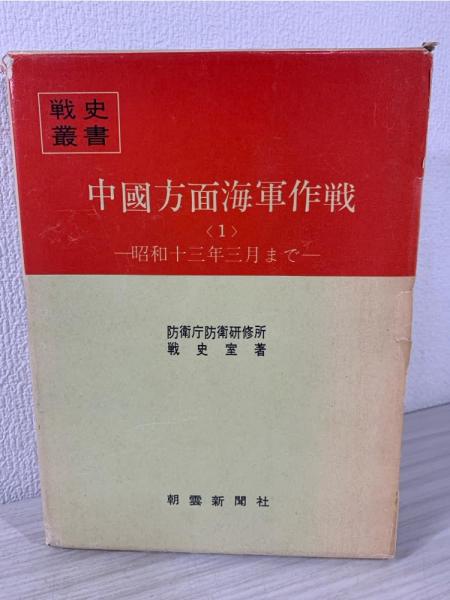 戦史
叢書
中國方面海軍作戦
〈1〉
―昭和十三年三月まで―
防衛庁防衛研修所
戦史室著
朝雲新聞社